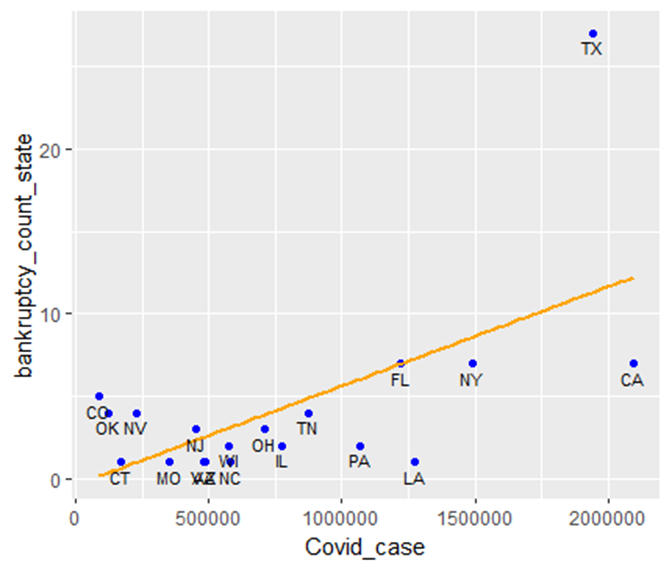 bankruptcy_count_state
20
10
0
TX
FL
NY
CA
CO
OK
NV
NJ
OH
TN
CT
MO
WI
NC
IL
PA
LA
0
500000
1000000
1500000
2000000
Covid_case